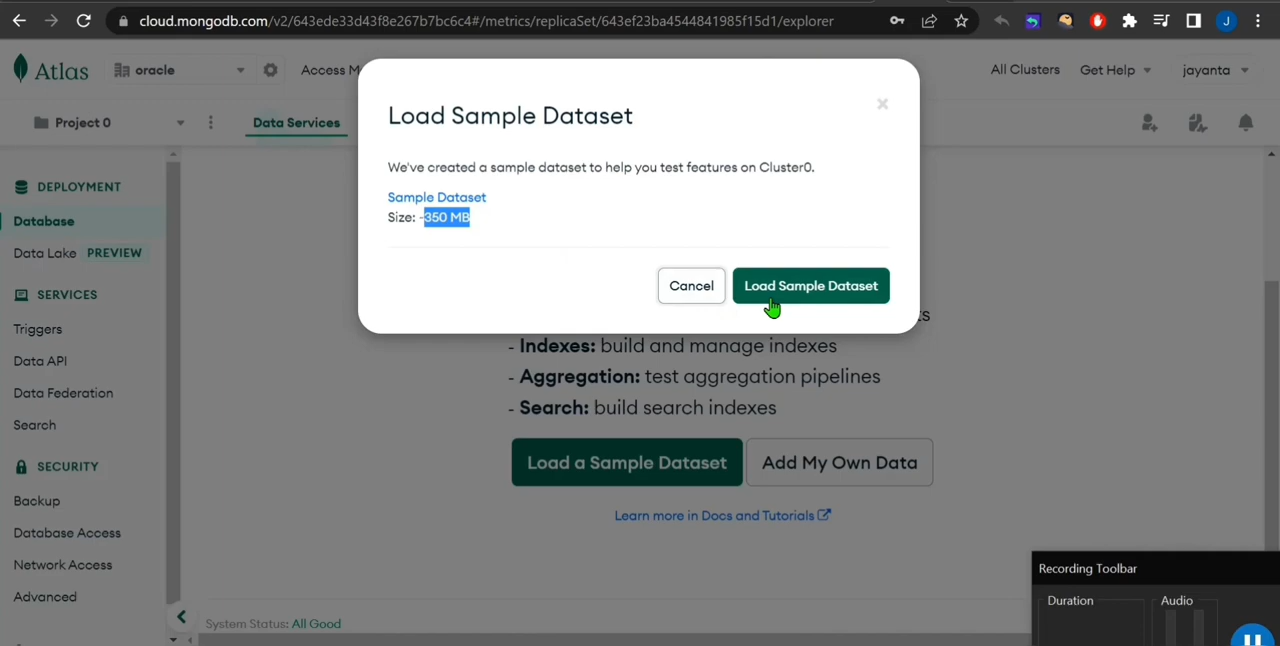 cloud.mongodb.com/v2/643ede33d43f8e267b7bc6c4#/metrics/replicaSet/643ef23ba4544841985f15d1/explorer
J
Atlas
oracle
Access M
All Clusters
Get Help
jayanta
Project 0
Data Services
Load Sample Dataset
We've created a sample dataset to help you test features on Cluster0.
Sample Dataset
Size: ~350 MB
Cancel
Load Sample Dataset
DEPLOYMENT
Database
Data Lake PREVIEW
SERVICES
Triggers
Data API
Data Federation
Search
SECURITY
Backup
Database Access
Network Access
Advanced
ts
- Indexes: build and manage indexes
- Aggregation: test aggregation pipelines
- Search: build search indexes
Load a Sample Dataset
Add My Own Data
Learn more in Docs and Tutorials
System Status: All Good
Recording Toolbar
Duration
Audio